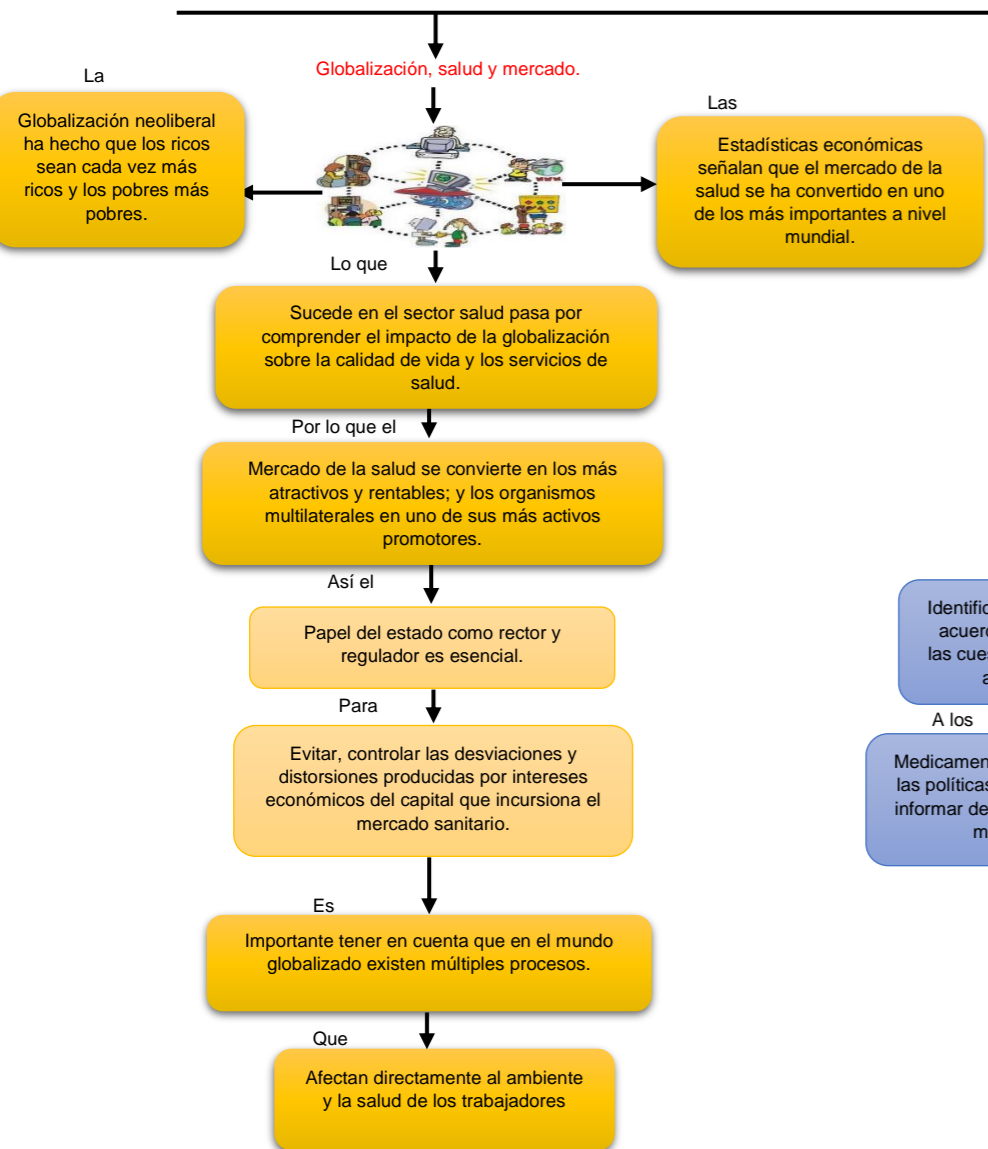 Globalización, salud y mercado.
La
Globalización neoliberal
ha hecho que los ricos
sean cada vez más
ricos y los pobres más
pobres.
Las
Estadísticas económicas
señalan que el mercado de la
salud se ha convertido en uno
de los más importantes a nivel
mundial.
Lo que
Sucede en el sector salud pasa por
comprender el impacto de la globalización
sobre la calidad de vida y los servicios de
salud.
Por lo que el
Mercado de la salud se convierte en los más
atractivos y rentables; y los organismos
multilaterales en uno de sus más activos
promotores.
Así el
Papel del estado como rector y
regulador es esencial.
Para
Evitar, controlar las desviaciones y
distorsiones producidas por intereses
económicos del capital que incursiona el
mercado sanitario.
Es
Importante tener en cuenta que en el mundo
globalizado existen múltiples procesos.
Que
Afectan directamente al ambiente
y la salud de los trabajadores
las
A los
las políticas
informar de